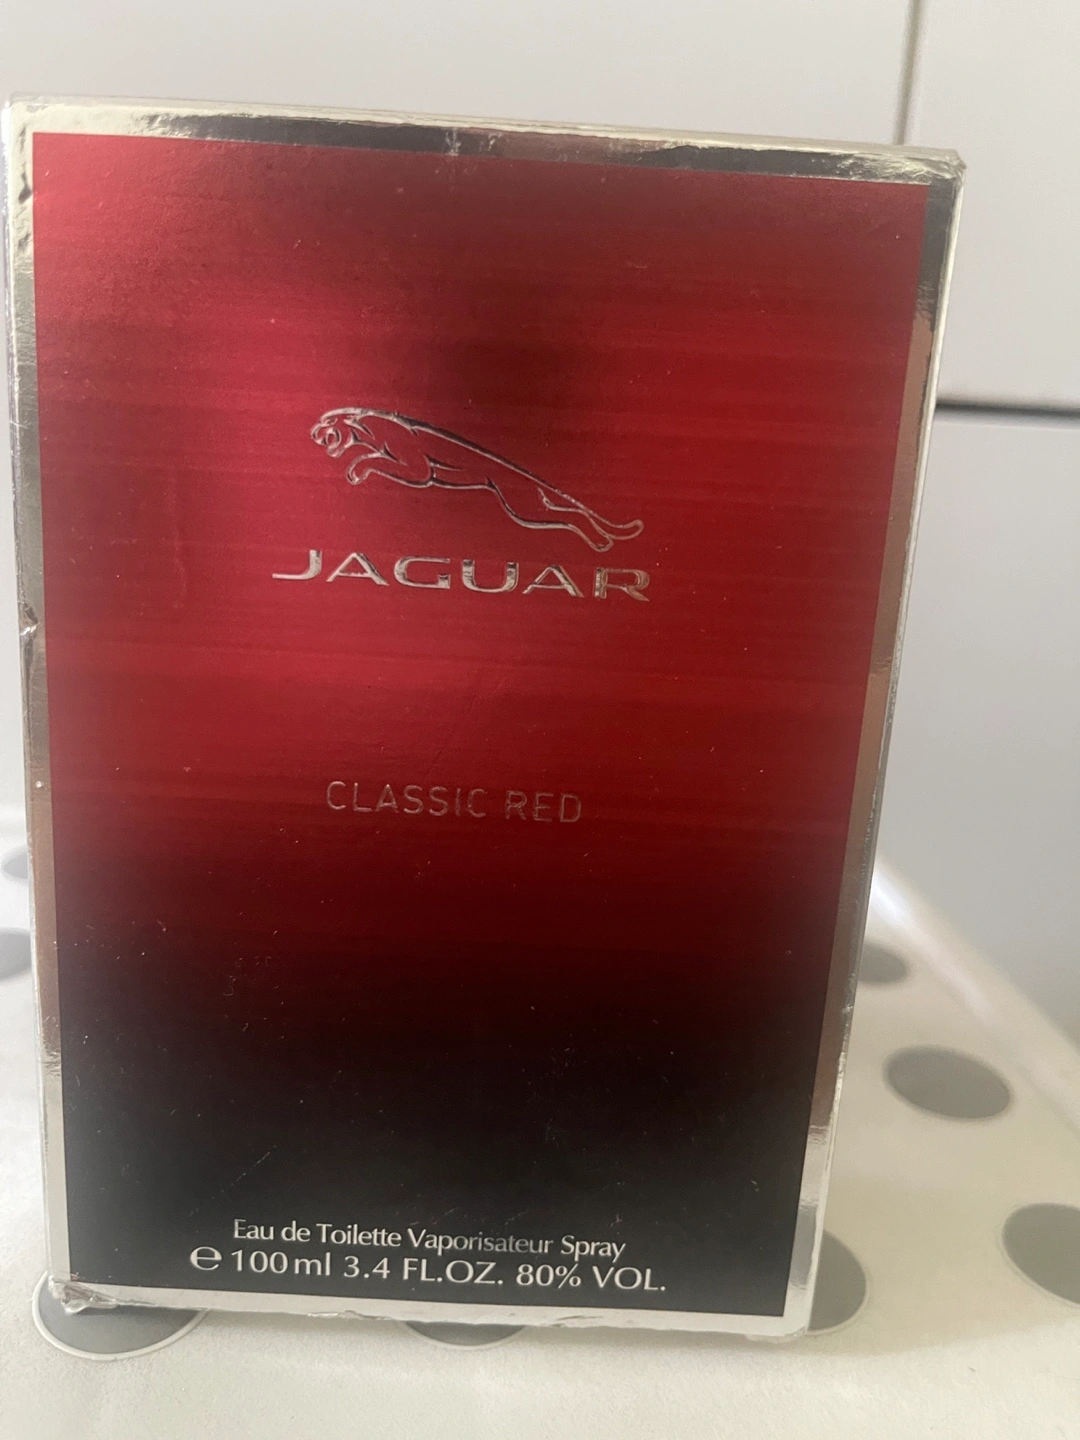 JAGUAR
CLASSIC RED
Eau de Toilette Vaporisateur Spray
℮ 100 ml 3.4 FL.OZ. 80% VOL.